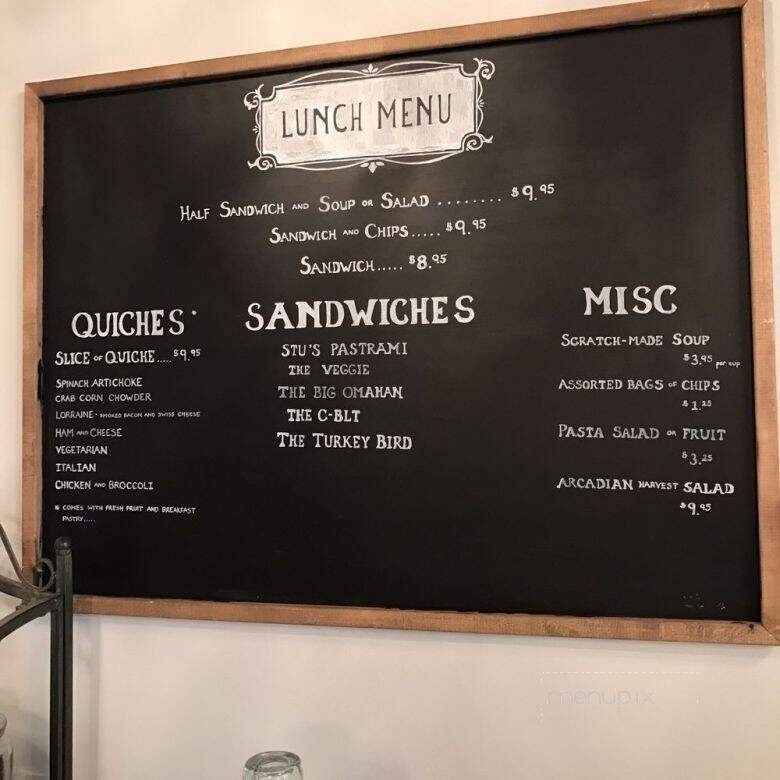 LUNCH MENU
HALF SANDWICH AND SOUP OR SALAD ........ $9.95
SANDWICH AND CHIPS..... $9.95
SANDWICH..... $8.95
QUICHES*
SLICE OF QUICHE..... $9.95
SPINACH ARTICHOKE
CRAB CORN CHOWDER
LORRAINE - SMOKED BACON AND SWISS CHEESE
HAM AND CHEESE
VEGETARIAN
ITALIAN
CHICKEN AND BROCCOLI
COMES WITH FRESH FRUIT AND BREAKFAST
PASTRY.....
SANDWICHES
STU'S PASTRAMI
THE VEGGIE
THE BIG OMAHAN
THE C-BLT
THE TURKEY BIRD
MISC
SCRATCH-MADE SOUP
$3.95 per cup
ASSORTED BAGS OF CHIPS
$1.25
PASTA SALAD OR FRUIT
$3.25
ARCADIAN HARVEST SALAD
$9.95
menupix